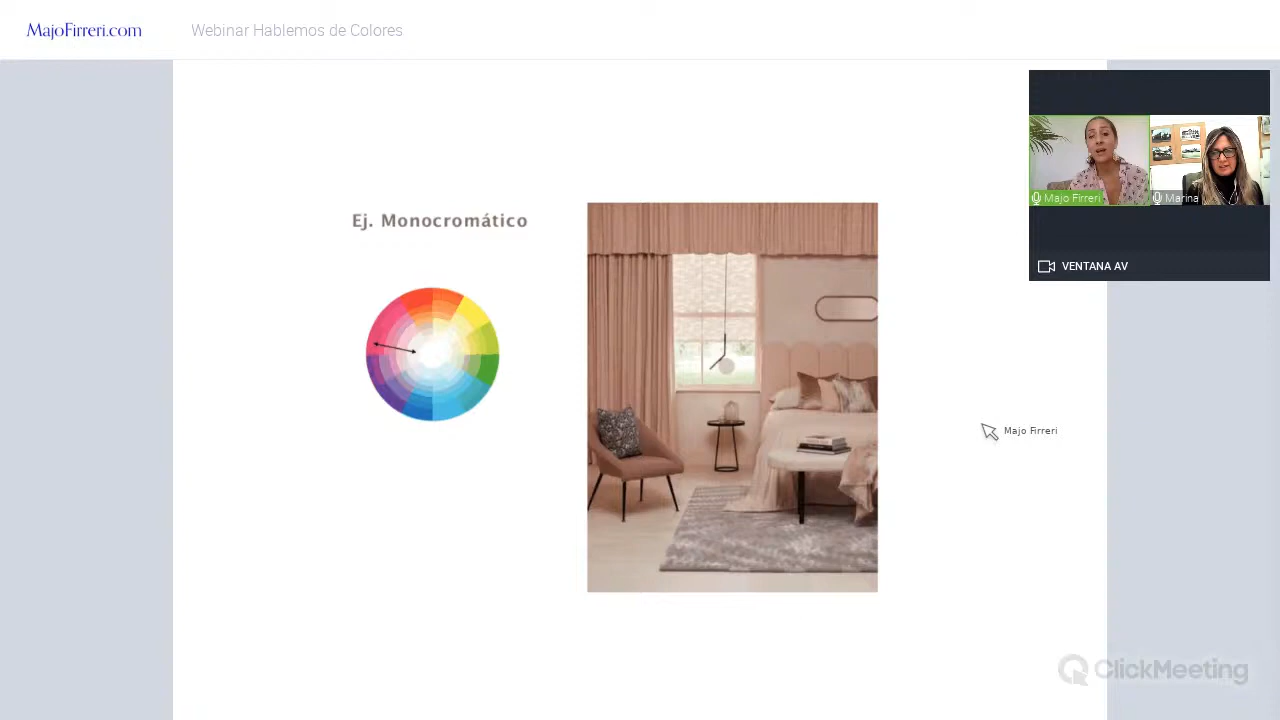 MajoFirreri.com
Webinar Hablemos de Colores
Ej. Monocromático
Majo Firreri
Marina
VENTANA AV
Majo Firreri
ClickMeeting